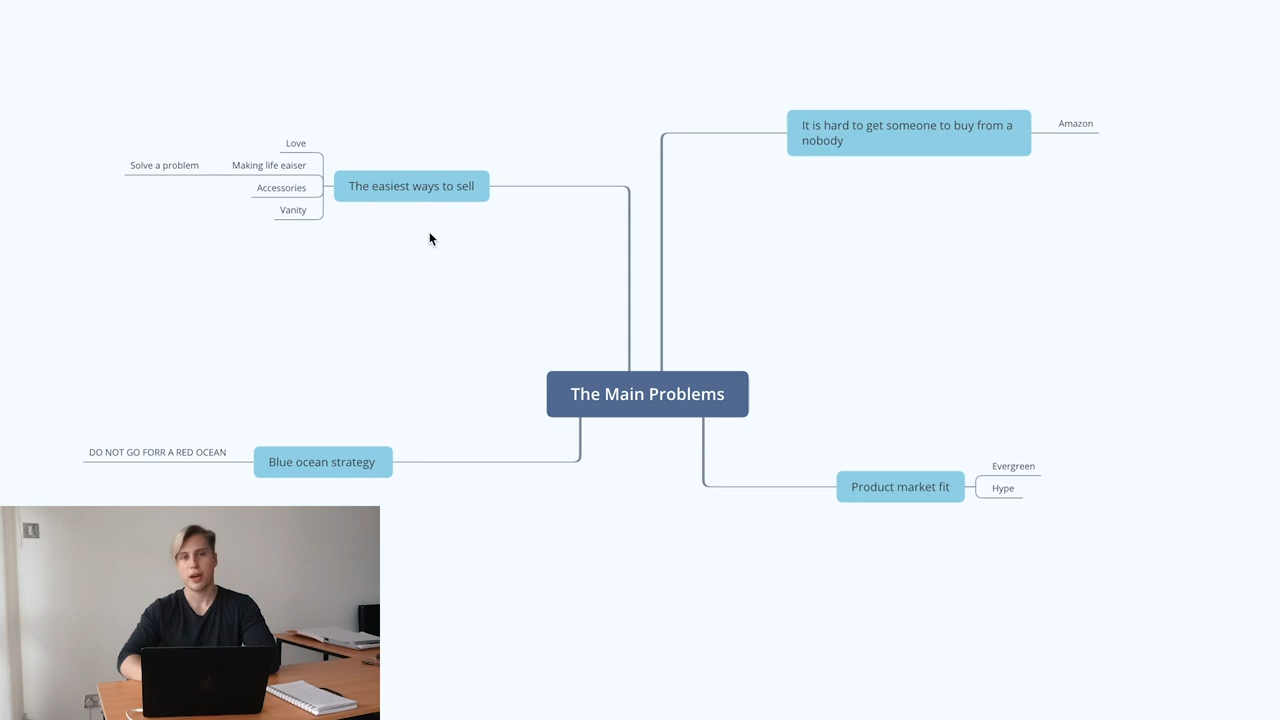 It is hard to get someone to buy from a
nobody
Amazon
Love
Solve a problem
Making life eaiser
The easiest ways to sell
Accessories
Vanity
The Main Problems
DO NOT GO FORR A RED OCEAN
Blue ocean strategy
Product market fit
Evergreen
Hype